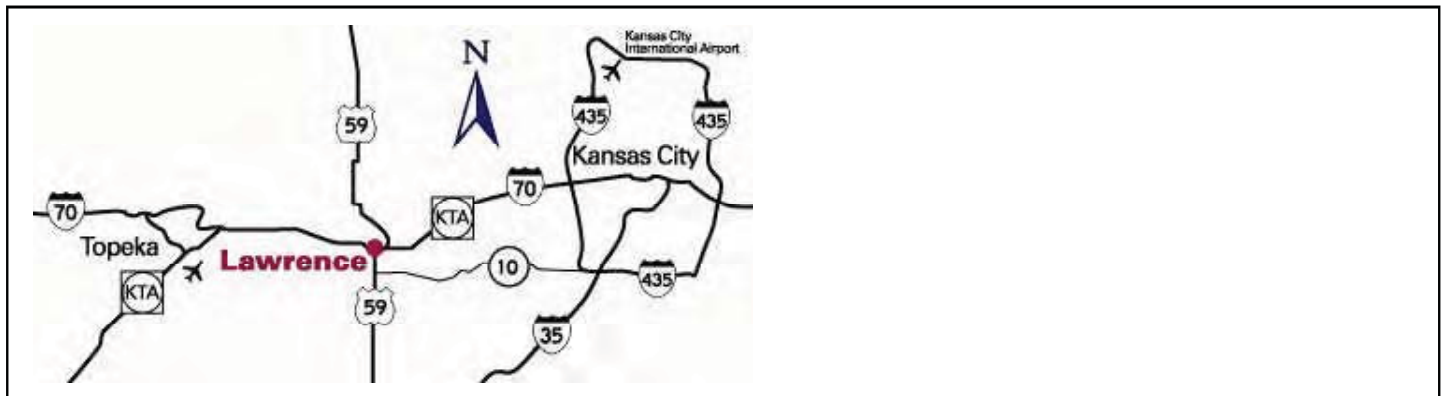 Kansas City
International Airport
N
435
435
59
Kansas City
70
70
KTA
Topeka
Lawrence
10
435
KTA
59
35